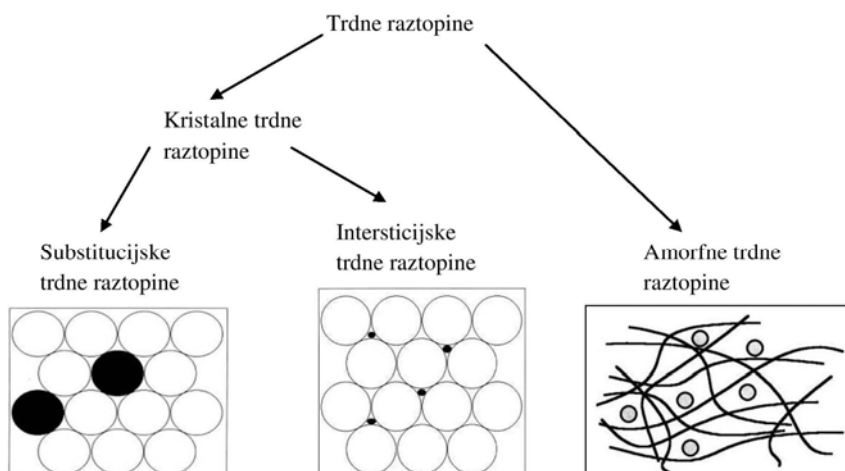 Trdne raztopine
Kristalne trdne
raztopine
Substitucijske
trdne raztopine
Intersticijske
trdne raztopine
Amorfne trdne
raztopine